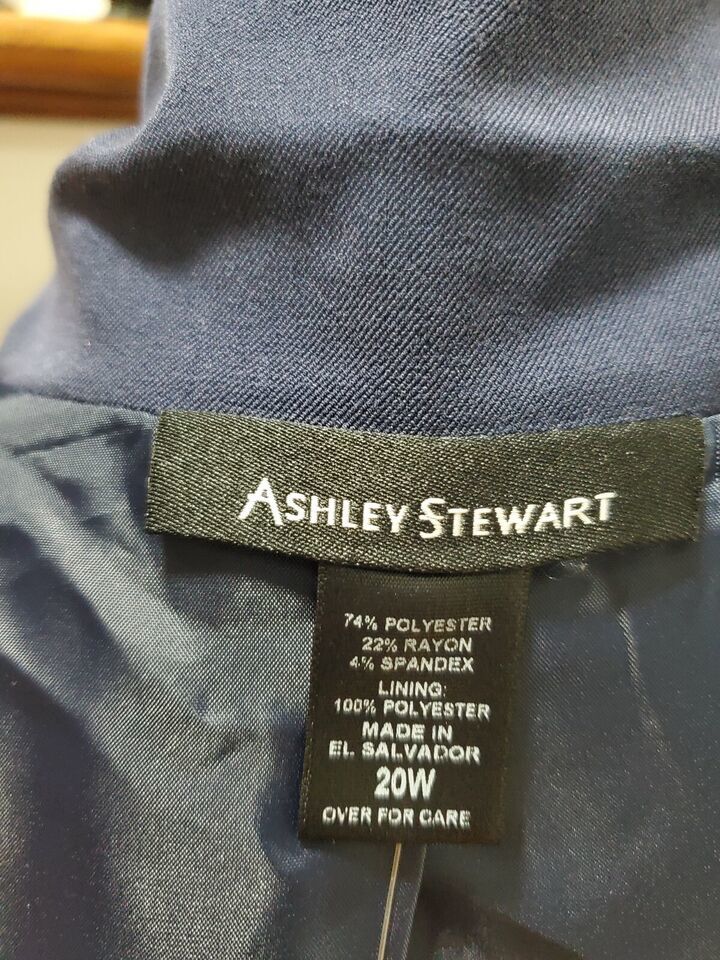 ASHLEY STEWART
74% POLYESTER
22% RAYON
4% SPANDEX
LINING:
100% POLYESTER
MADE IN
EL SALVADOR
20W
OVER FOR CARE